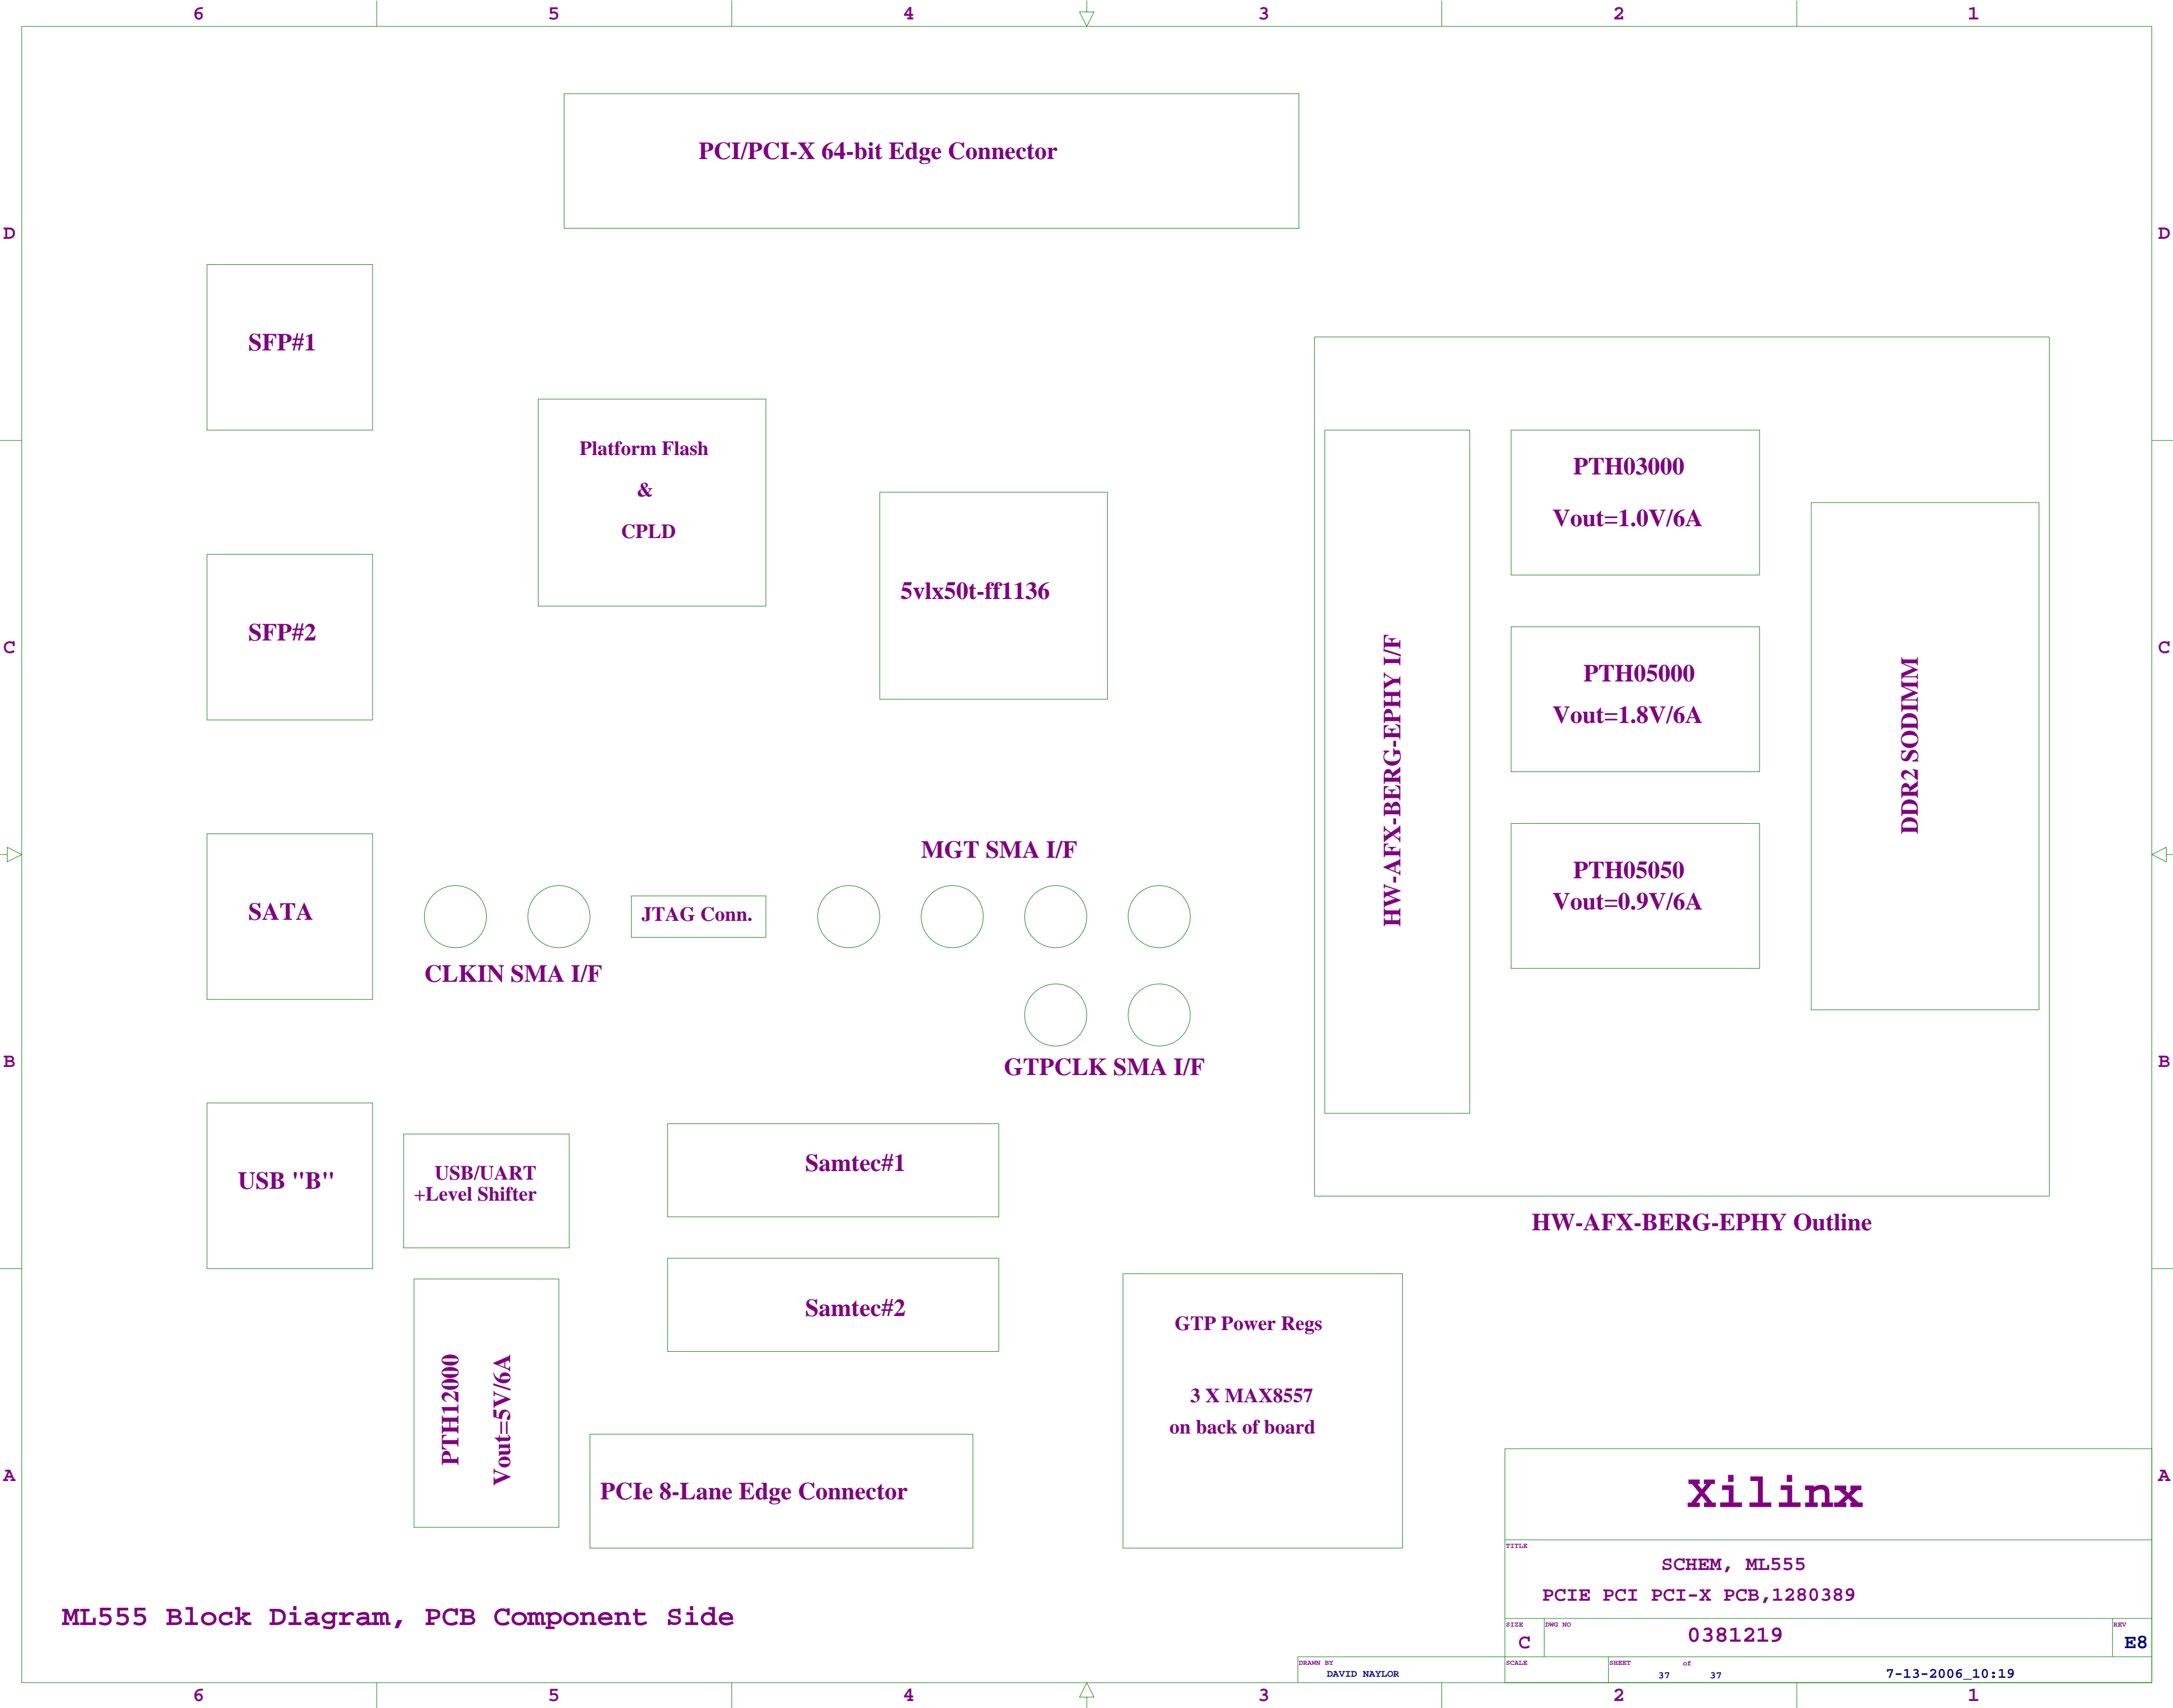 6 5 4 3 2 1
PCI/PCI-X 64-bit Edge Connector
D D
SFP#1
Platform Flash
&
CPLD
PTH03000
Vout=1.0V/6A
5vlx50t-ff1136
SFP#2
C C
HW-AFX-BERG-EPHY I/F
PTH05000
Vout=1.8V/6A
DDR2 SODIMM
MGT SMA I/F
PTH05050
Vout=0.9V/6A
SATA
JTAG Conn.
CLKIN SMA I/F
GTPCLK SMA I/F
B B
USB "B"
USB/UART
+Level Shifter
Samtec#1
HW-AFX-BERG-EPHY Outline
Samtec#2
GTP Power Regs
3 X MAX8557
on back of board
PTH12000
Vout=5V/6A
PCIe 8-Lane Edge Connector
A A
Xilinx
TITLE
SCHEM, ML555
PCIE PCI PCI-X PCB,1280389
ML555 Block Diagram, PCB Component Side
SIZE DWG NO REV
C 0381219 E8
DRAWN BY SCALE SHEET of
DAVID NAYLOR 37 37 7-13-2006_10:19
6 5 4 3 2 1